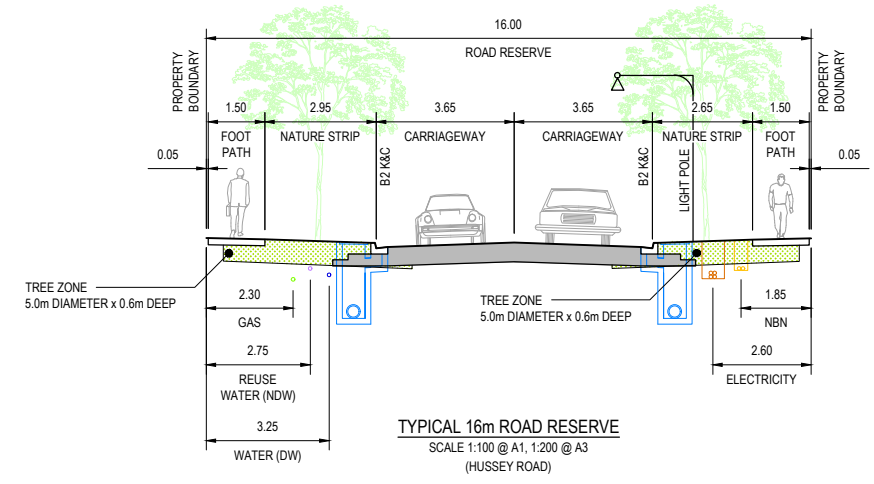 16.00
ROAD RESERVE
PROPERTY
BOUNDARY
PROPERTY
BOUNDARY
1.50
2.95
3.65
3.65
2.65
1.50
FOOT
PATH
NATURE STRIP
CARRIAGEWAY
CARRIAGEWAY
NATURE STRIP
FOOT
PATH
0.05
B2 K&C
B2 K&C
LIGHT POLE
0.05
TREE ZONE
5.0m DIAMETER x 0.6m DEEP
TREE ZONE
5.0m DIAMETER x 0.6m DEEP
2.30
GAS
1.85
NBN
2.75
REUSE
WATER (NDW)
2.60
ELECTRICITY
3.25
WATER (DW)
TYPICAL 16m ROAD RESERVE
SCALE 1:100 @ A1, 1:200 @ A3
(HUSSEY ROAD)